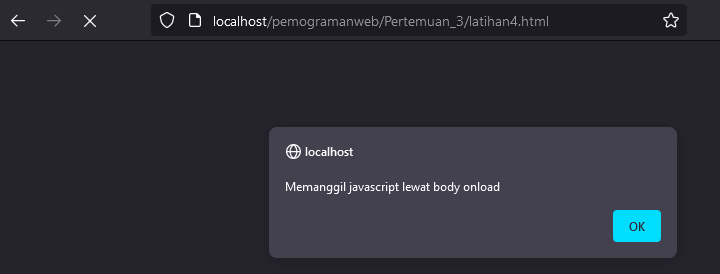 localhost/pemogramanweb/Pertemuan_3/latihan4.html
localhost
Memanggil javascript lewat body onload
OK